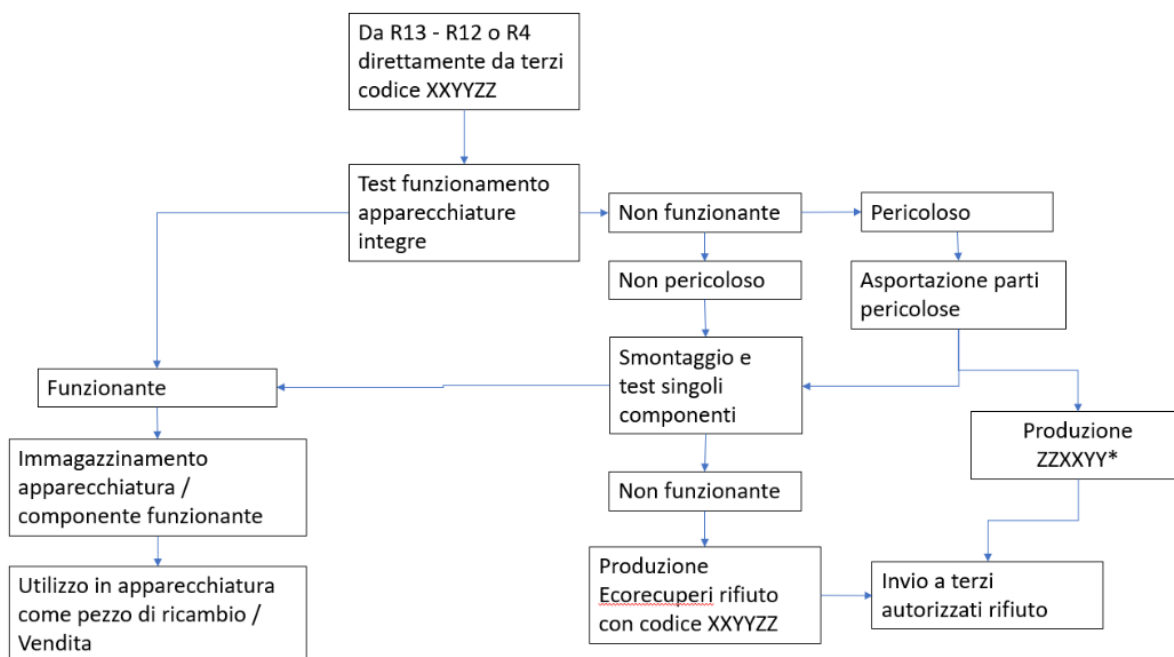 Da R13 - R12 o R4
direttamente da terzi
codice XXYYZZ
Test funzionamento
apparecchiature
integre
Non funzionante
Pericoloso
Non pericoloso
Asportazione parti
pericolose
Smontaggio e
test singoli
componenti
Funzionante
Produzione
ZZXXYY*
Immagazzinamento
apparecchiatura /
componente funzionante
Non funzionante
Utilizzo in apparecchiatura
come pezzo di ricambio /
Vendita
Produzione
Ecorecuperi rifiuto
con codice XXYYZZ
Invio a terzi
autorizzati rifiuto